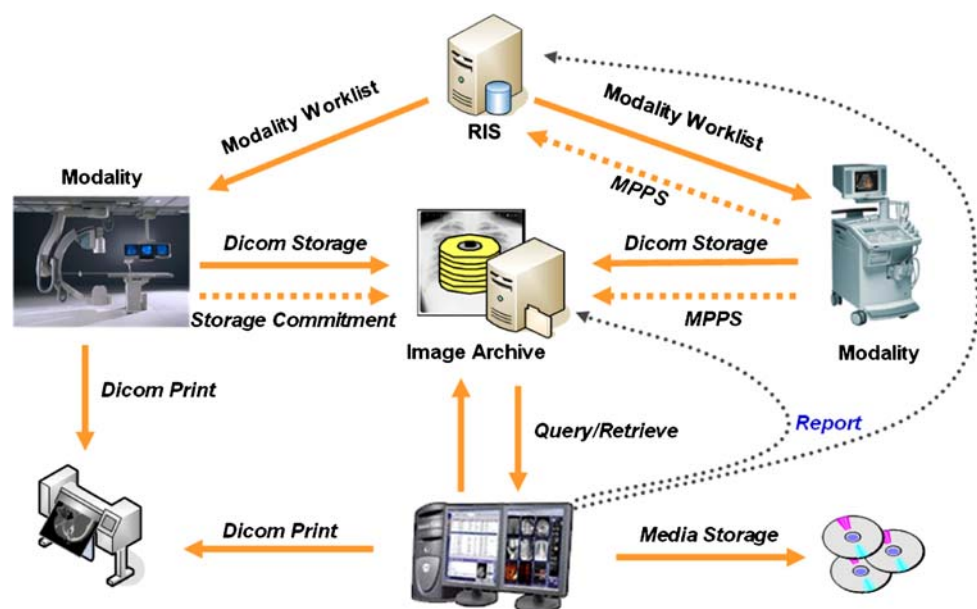 RIS
Modality Worklist
Modality Worklist
MPPS
Modality
Dicom Storage
Dicom Storage
Storage Commitment
MPPS
Image Archive
Modality
Dicom Print
Query/Retrieve
Report
Dicom Print
Media Storage